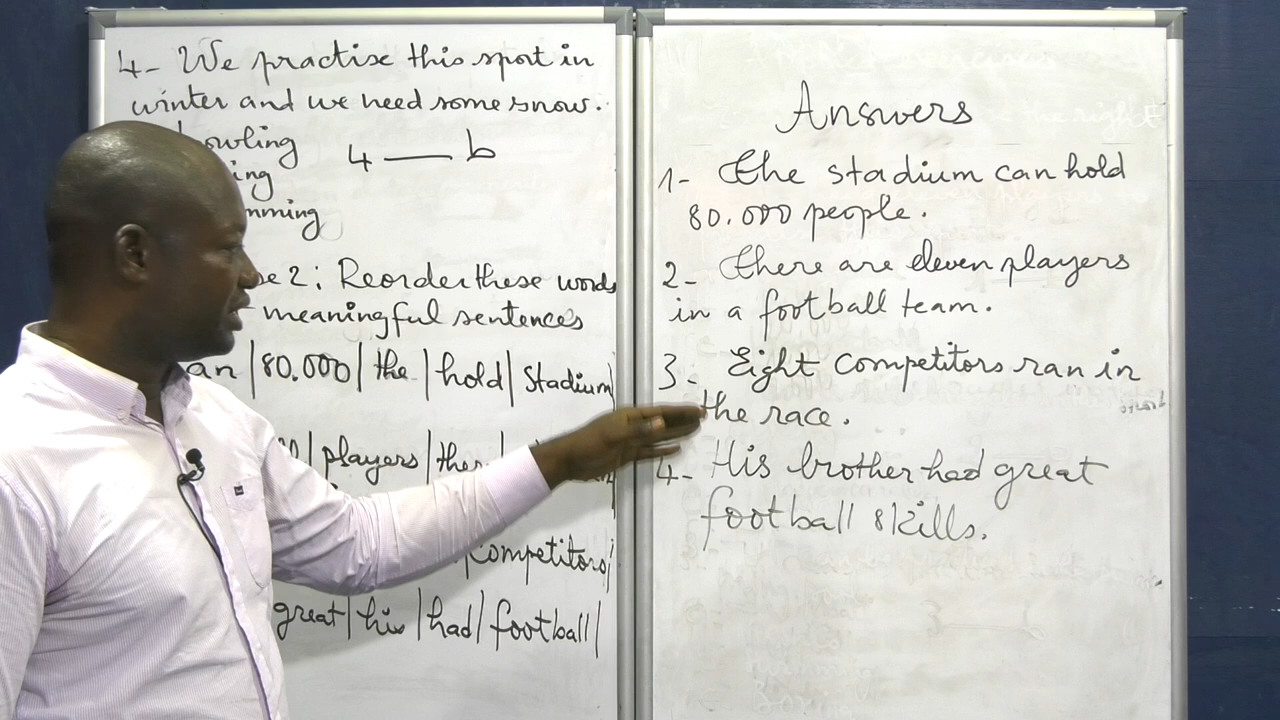 4- We practise this sport in
winter and we need some snow.
owling
4 — b
ing
mming
e 2: Reorder these words
meaningful sentences
an | 80.000 | the | hold | stadium
ll | players | ther
competitors |
great | his | had | football |
Answers
1- The stadium can hold
80.000 people.
2- There are eleven players
in a football team.
3- Eight competitors ran in
the race.
4- His brother had great
football skills.